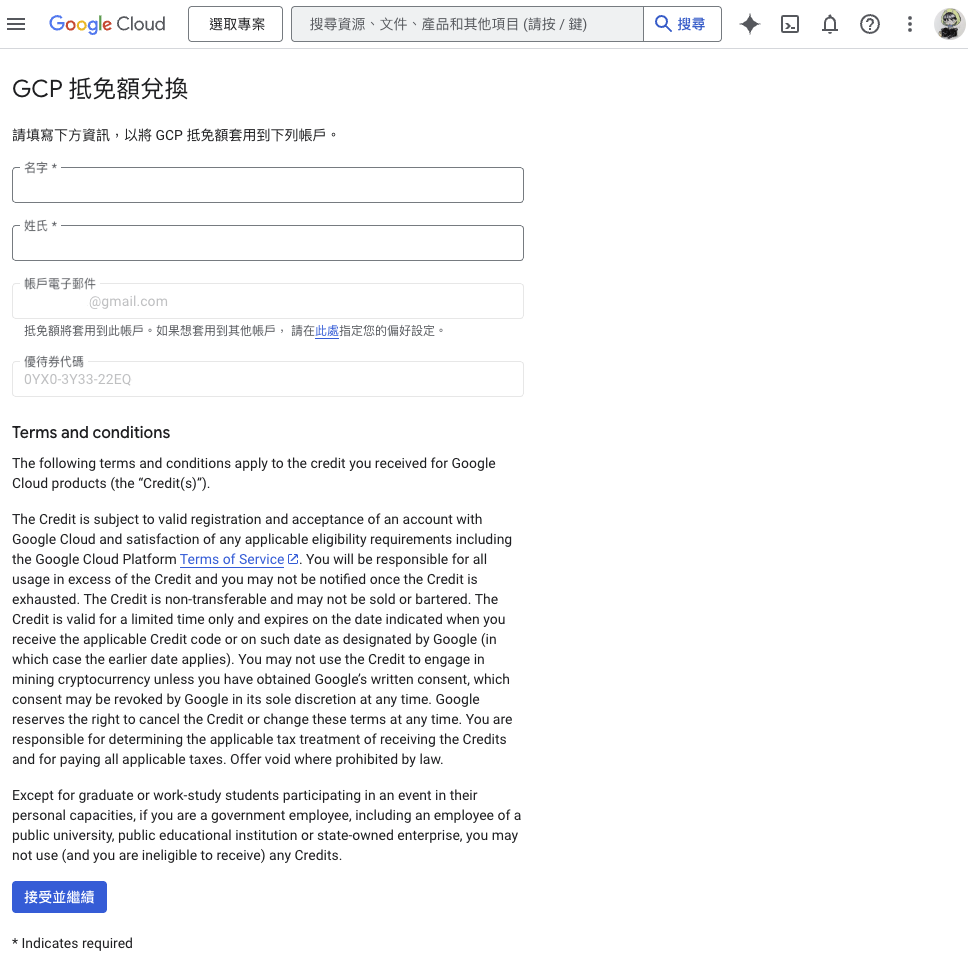 Google Cloud
選取專案
搜尋資源、文件、產品和其他項目 (請按 / 鍵)
搜尋
GCP 抵免額兌換
請填寫下方資訊，以將 GCP 抵免額套用到下列帳戶。
名字 *
姓氏 *
帳戶電子郵件
@gmail.com
抵免額將套用到此帳戶。如果想套用到其他帳戶， 請在此處指定您的偏好設定。
優待券代碼
0YX0-3Y33-22EQ
Terms and conditions
The following terms and conditions apply to the credit you received for Google
Cloud products (the “Credit(s)”).
The Credit is subject to valid registration and acceptance of an account with
Google Cloud and satisfaction of any applicable eligibility requirements including
the Google Cloud Platform Terms of Service. You will be responsible for all
usage in excess of the Credit and you may not be notified once the Credit is
exhausted. The Credit is non-transferable and may not be sold or bartered. The
Credit is valid for a limited time only and expires on the date indicated when you
receive the applicable Credit code or on such date as designated by Google (in
which case the earlier date applies). You may not use the Credit to engage in
mining cryptocurrency unless you have obtained Google’s written consent, which
consent may be revoked by Google in its sole discretion at any time. Google
reserves the right to cancel the Credit or change these terms at any time. You are
responsible for determining the applicable tax treatment of receiving the Credits
and for paying all applicable taxes. Offer void where prohibited by law.
Except for graduate or work-study students participating in an event in their
personal capacities, if you are a government employee, including an employee of a
public university, public educational institution or state-owned enterprise, you may
not use (and you are ineligible to receive) any Credits.
接受並繼續
* Indicates required